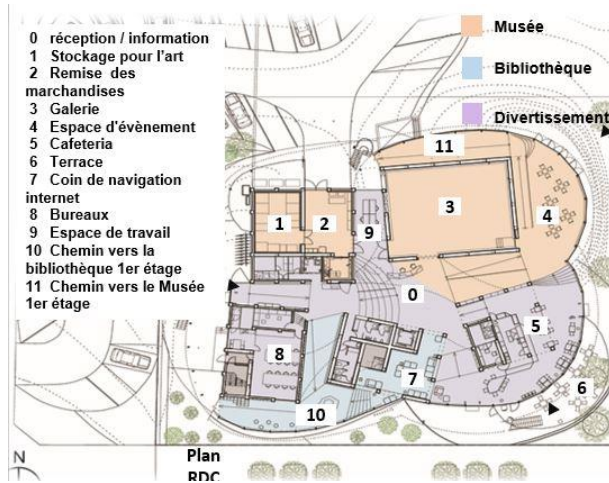 0 réception / information
1 Stockage pour l'art
2 Remise des
marchandises
3 Galerie
4 Espace d'évènement
5 Cafeteria
6 Terrace
7 Coin de navigation
internet
8 Bureaux
9 Espace de travail
10 Chemin vers la
bibliothèque 1er étage
11 Chemin vers le Musée
1er étage
Musée
Bibliothèque
Divertissement
11
3
4
1
2
9
0
5
8
7
6
10
N
Plan
RDC